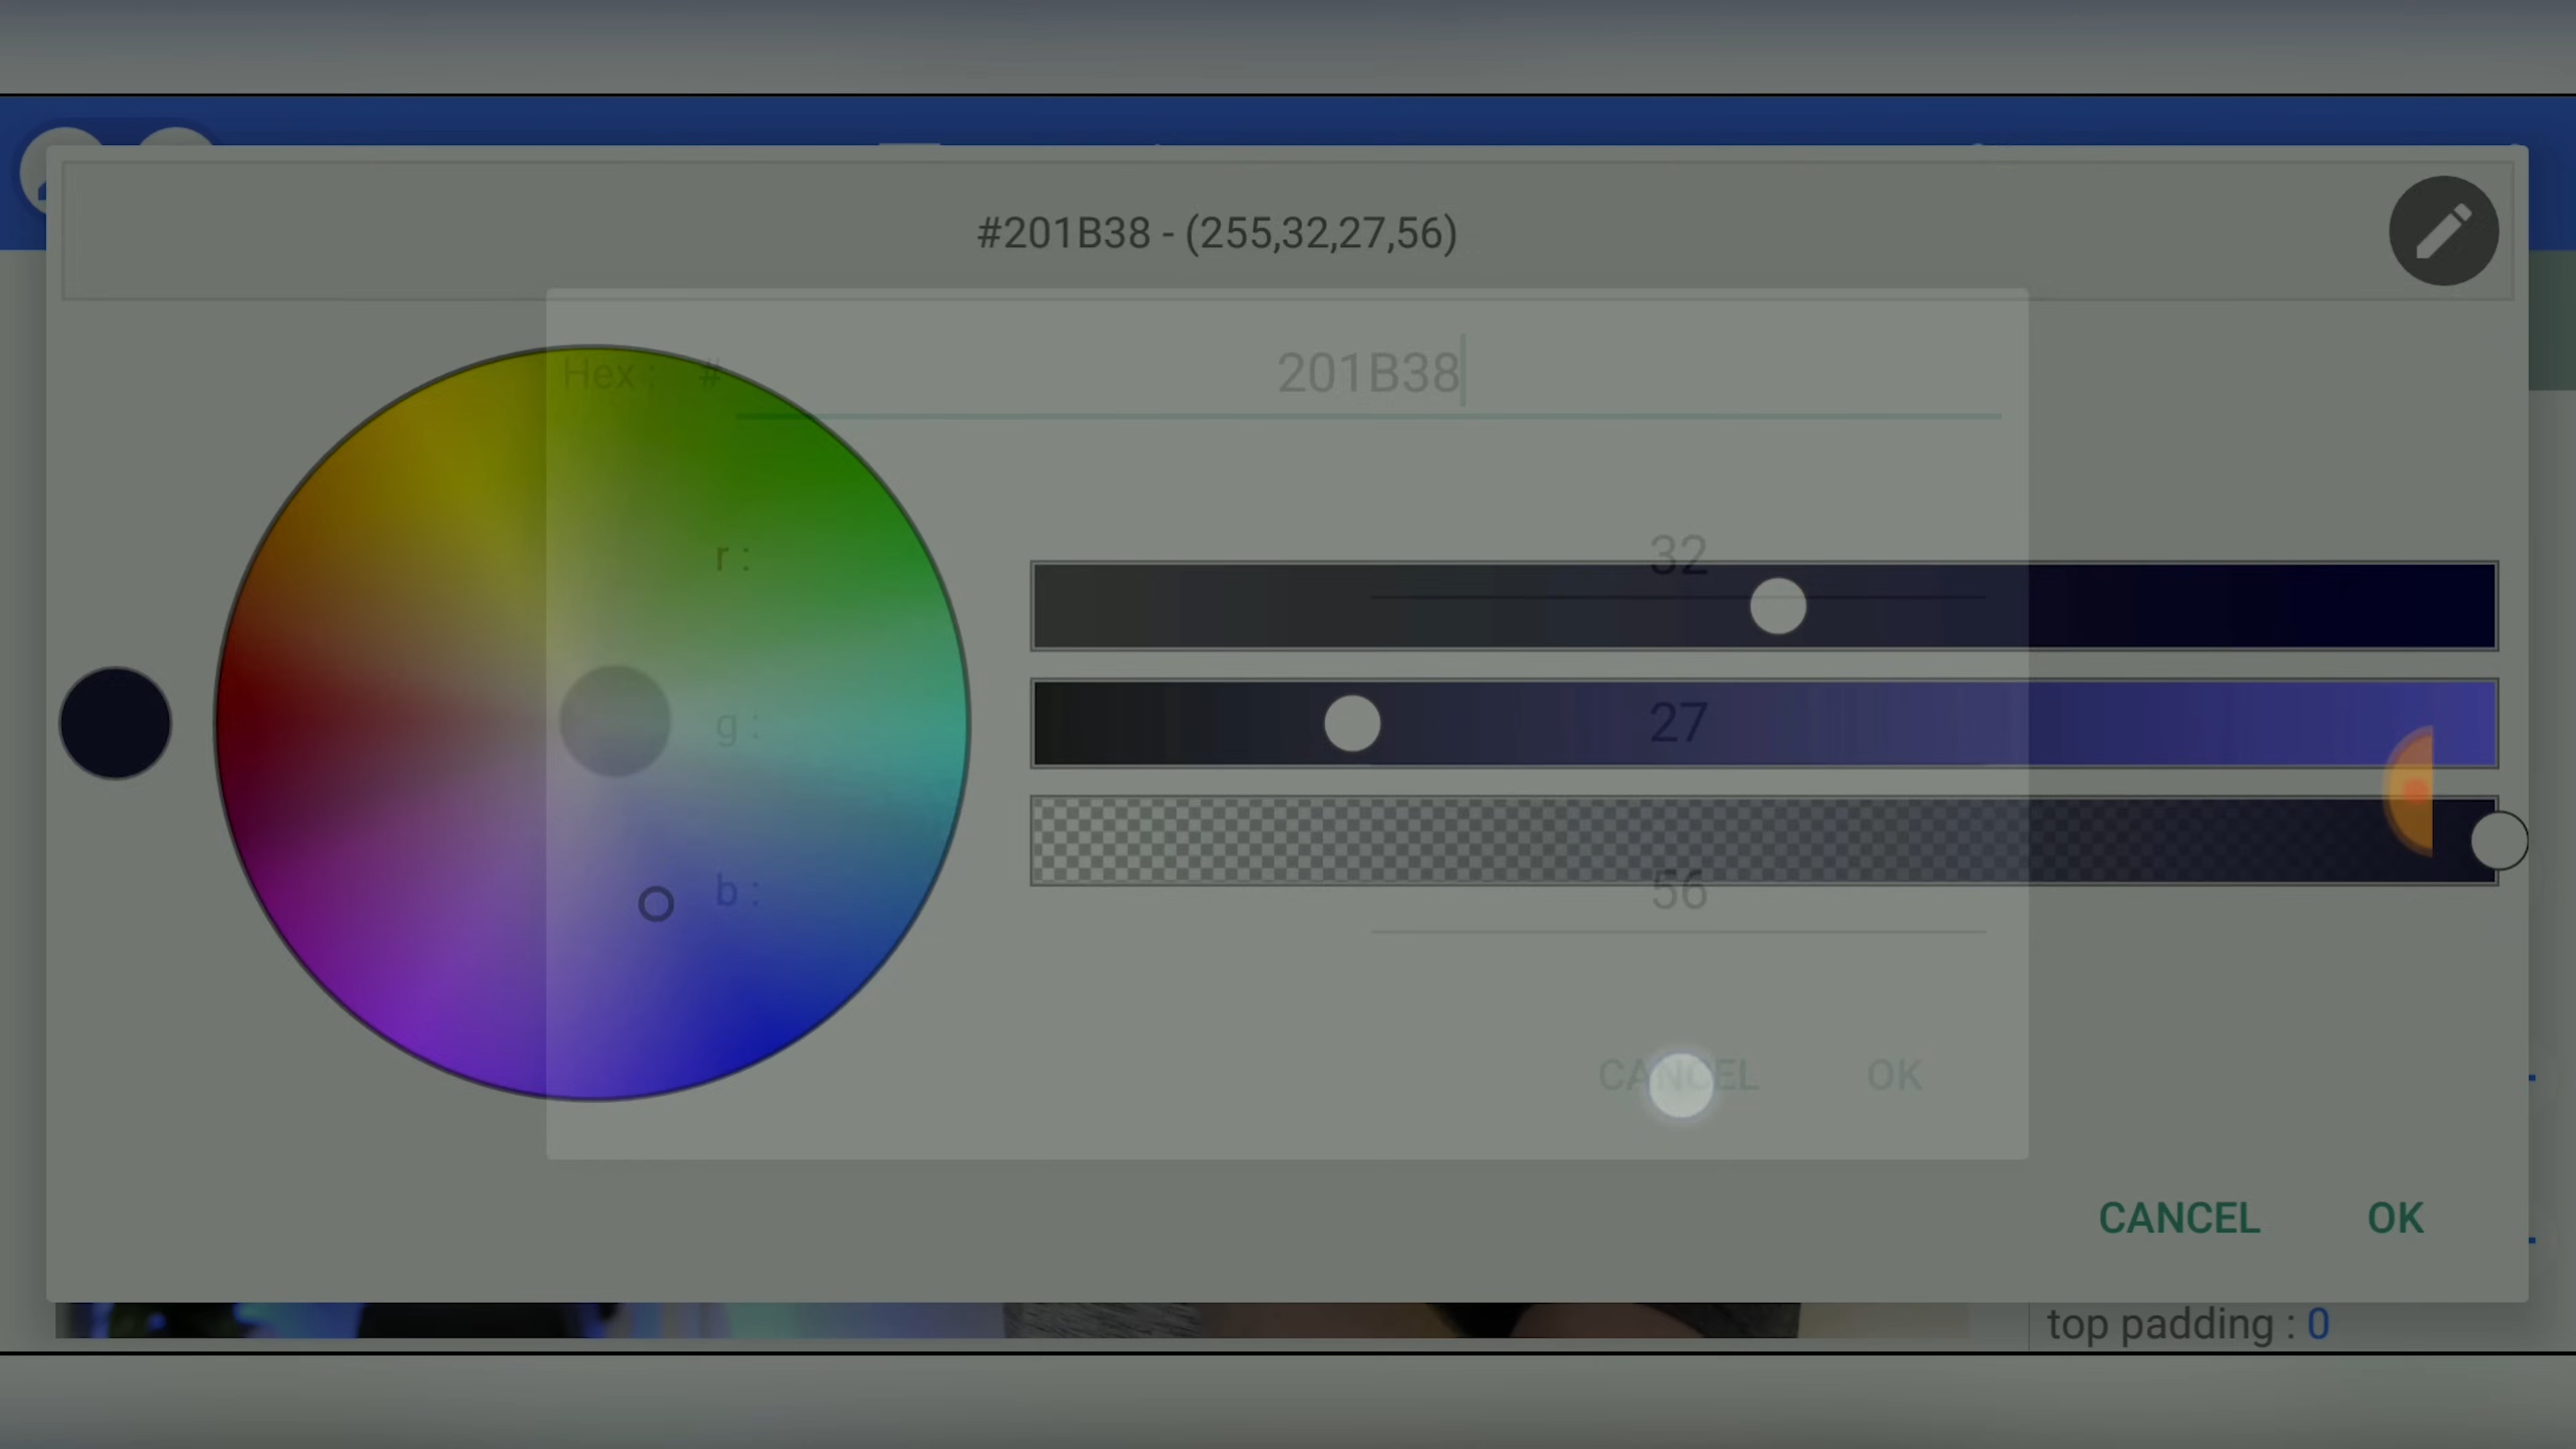 #201B38 - (255,32,27,56)
Hex : # 201B38
r : 32
g : 27
b : 56
CANCEL OK
CANCEL OK
top padding : 0